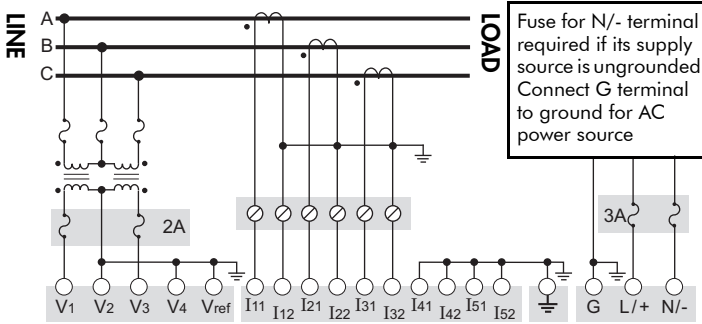 LINE
A
B
C
LOAD
Fuse for N/- terminal
required if its supply
source is ungrounded
Connect G terminal
to ground for AC
power source
2A
3A
V1 V2 V3 V4 Vref I11 I12 I21 I22 I31 I32 I41 I42 I51 I52 G L/+ N/-